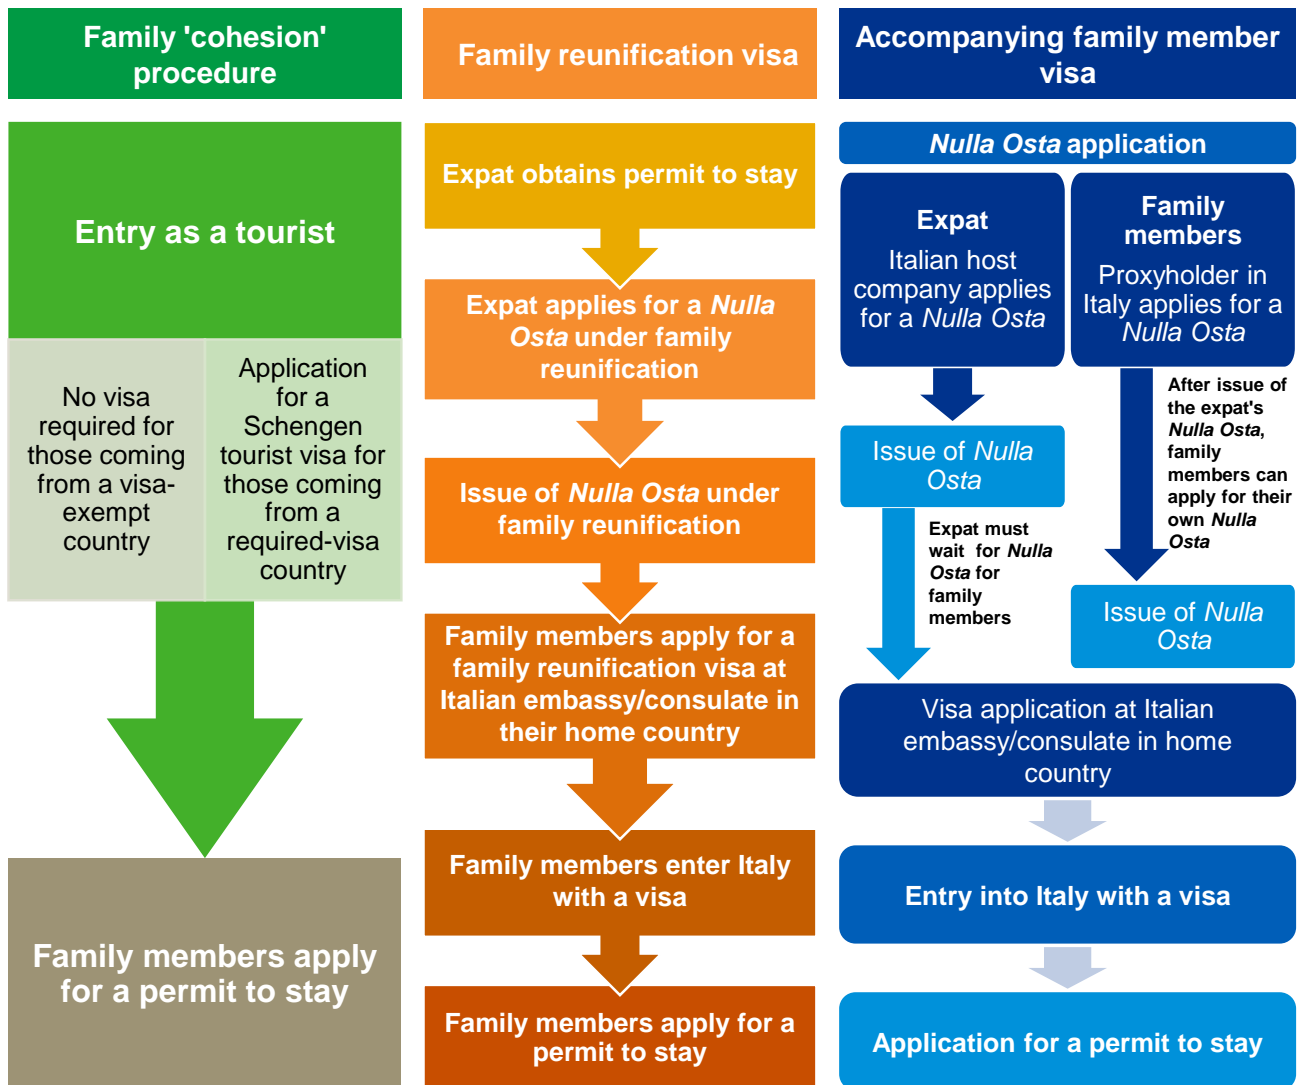 Family 'cohesion'
procedure
Entry as a tourist
No visa
required for
those coming
from a visa-
exempt
country
Application
for a
Schengen
tourist visa for
those coming
from a
required-visa
country
Family members apply
for a permit to stay
Family reunification visa
Expat obtains permit to stay
Expat applies for a Nulla
Osta under family
reunification
Issue of Nulla Osta under
family reunification
Family members apply for a
family reunification visa at
Italian embassy/consulate in
their home country
Family members enter Italy
with a visa
Family members apply for a
permit to stay
Accompanying family member
visa
Nulla Osta application
Expat
Italian host
company applies
for a Nulla Osta
Family
members
Proxyholder in
Italy applies for a
Nulla Osta
After issue of
the expat's
Nulla Osta,
family
members can
apply for their
own Nulla
Osta
Issue of Nulla
Osta
Expat must
wait for Nulla
Osta for
family
members
Issue of Nulla
Osta
Visa application at Italian
embassy/consulate in home
country
Entry into Italy with a visa
Application for a permit to stay